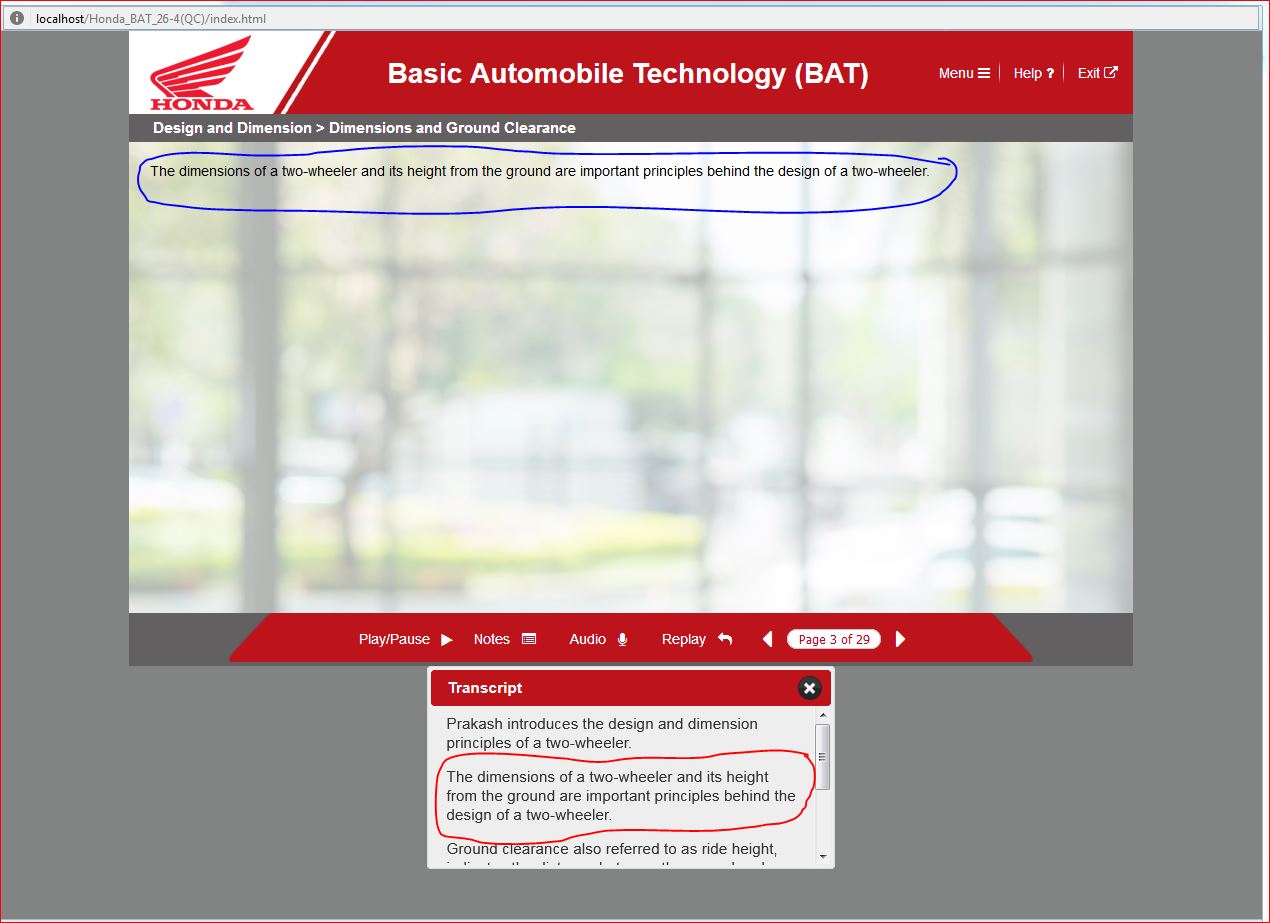 localhost/Honda_BAT_26-4(QC)/index.html
HONDA
Basic Automobile Technology (BAT)
Menu Help ? Exit
Design and Dimension > Dimensions and Ground Clearance
The dimensions of a two-wheeler and its height from the ground are important principles behind the design of a two-wheeler.
Play/Pause Notes Audio Replay Page 3 of 29
Transcript
Prakash introduces the design and dimension
principles of a two-wheeler.
The dimensions of a two-wheeler and its height
from the ground are important principles behind the
design of a two-wheeler.
Ground clearance also referred to as ride height,